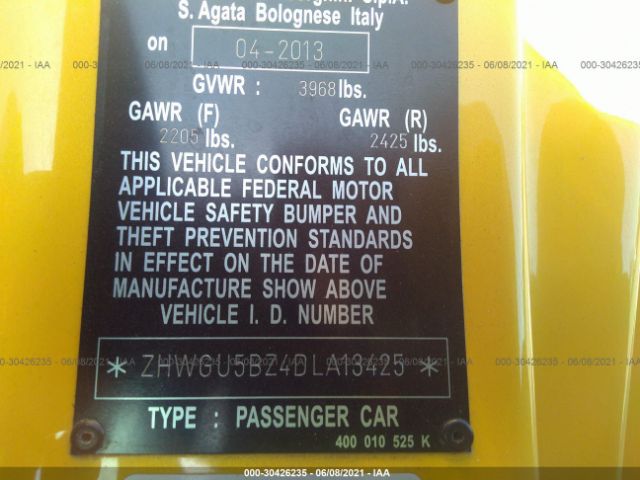 S. Agata Bolognese Italy
on 04-2013
GVWR : 3968 lbs.
GAWR (F) GAWR (R)
2205 lbs. 2425 lbs.
THIS VEHICLE CONFORMS TO ALL
APPLICABLE FEDERAL MOTOR
VEHICLE SAFETY BUMPER AND
THEFT PREVENTION STANDARDS
IN EFFECT ON THE DATE OF
MANUFACTURE SHOW ABOVE
VEHICLE I. D. NUMBER
* ZHWGU5BZ4DLA13425 *
TYPE : PASSENGER CAR
400 010 525 K
000-30426235 - 06/08/2021 - IAA